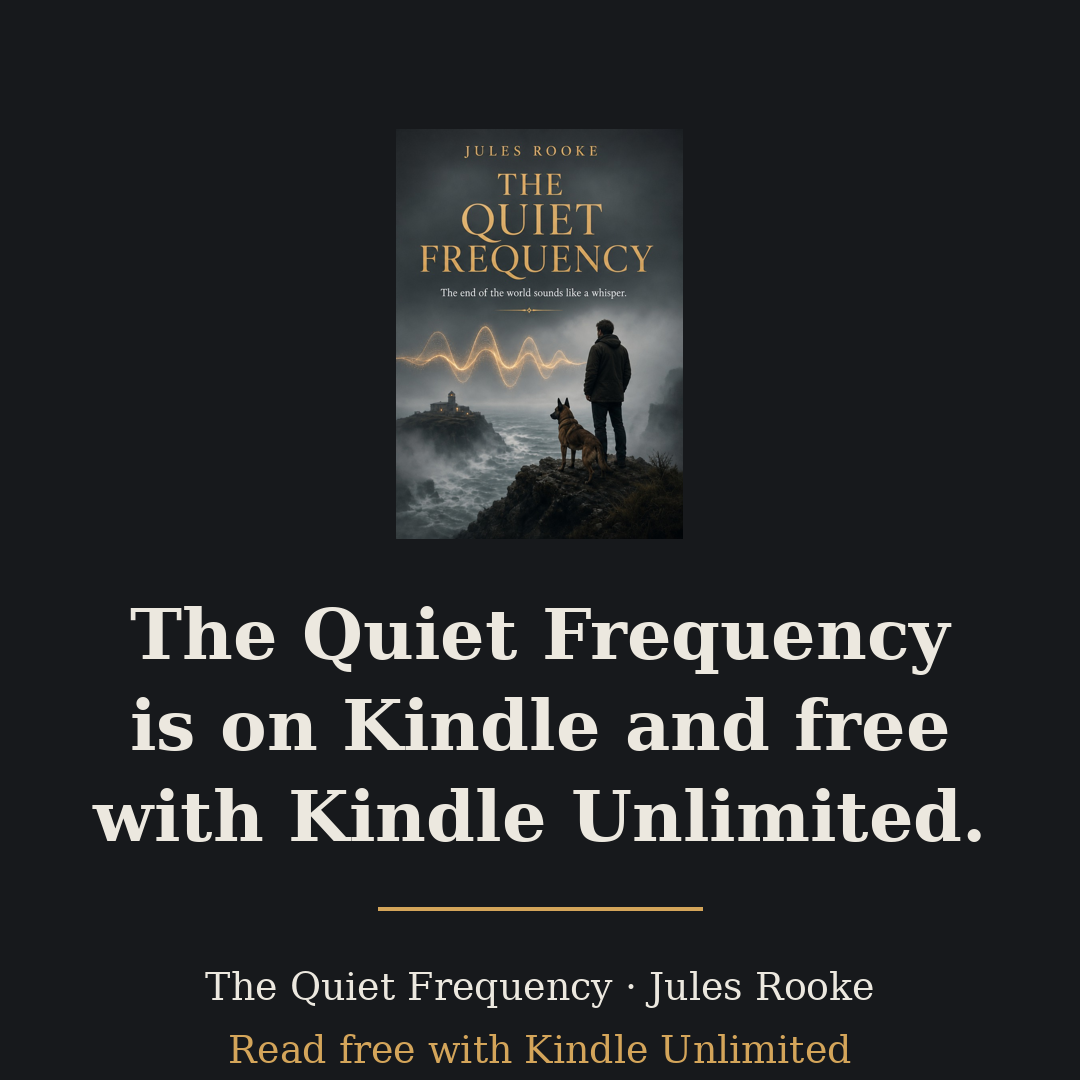 JULES ROOKE
THE
QUIET
FREQUENCY
The end of the world sounds like a whisper.
The Quiet Frequency
is on Kindle and free
with Kindle Unlimited.
The Quiet Frequency · Jules Rooke
Read free with Kindle Unlimited